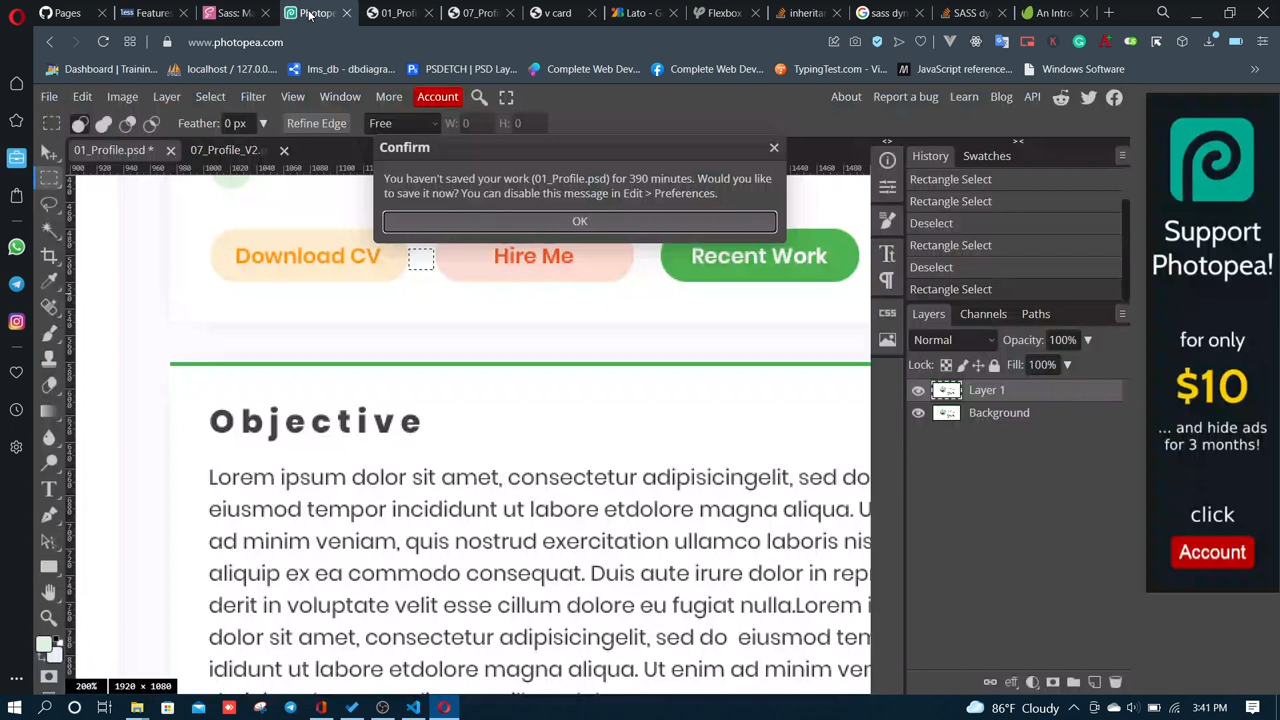 Pages
Features
Sass: Ma
Photope
01_Profi
07_Profi
v card
Lato - G
Flexbox
inherita
sass dyn
SASS dyn
An Intro
www.photopea.com
Dashboard | Trainin...
localhost / 127.0.0...
lms_db - dbdiagra...
PSDETCH | PSD Lay...
Complete Web Dev...
Complete Web Dev...
TypingTest.com - Vi...
JavaScript reference...
Windows Software
File Edit Image Layer Select Filter View Window More Account
About Report a bug Learn Blog API
Feather: 0 px Refine Edge Free W: 0 H: 0
01_Profile.psd *
07_Profile_V2.p
Confirm
You haven't saved your work (01_Profile.psd) for 390 minutes. Would you like
to save it now? You can disable this message in Edit > Preferences.
OK
Download CV
Hire Me
Recent Work
Objective
Lorem ipsum dolor sit amet, consectetur adipisicingelit, sed do
eiusmod tempor incididunt ut labore etdolore magna aliqua. U
ad minim veniam, quis nostrud exercitation ullamco laboris nis
aliquip ex ea commodo consequat. Duis aute irure dolor in repr
derit in voluptate velit esse cillum dolore eu fugiat nulla.Lorem i
dolor sit amet, consectetur adipisicingelit, sed do eiusmod tem
ididunt ut labore etdolore magna aliqua. Ut enim ad minim ver
History Swatches
Rectangle Select
Rectangle Select
Deselect
Rectangle Select
Deselect
Rectangle Select
CSS
Layers Channels Paths
Normal Opacity: 100%
Lock: Fill: 100%
Layer 1
Background
eff
Support
Photopea!
for only
$10
... and hide ads
for 3 months!
click
Account
200% 1920 × 1080
86°F Cloudy
3:41 PM